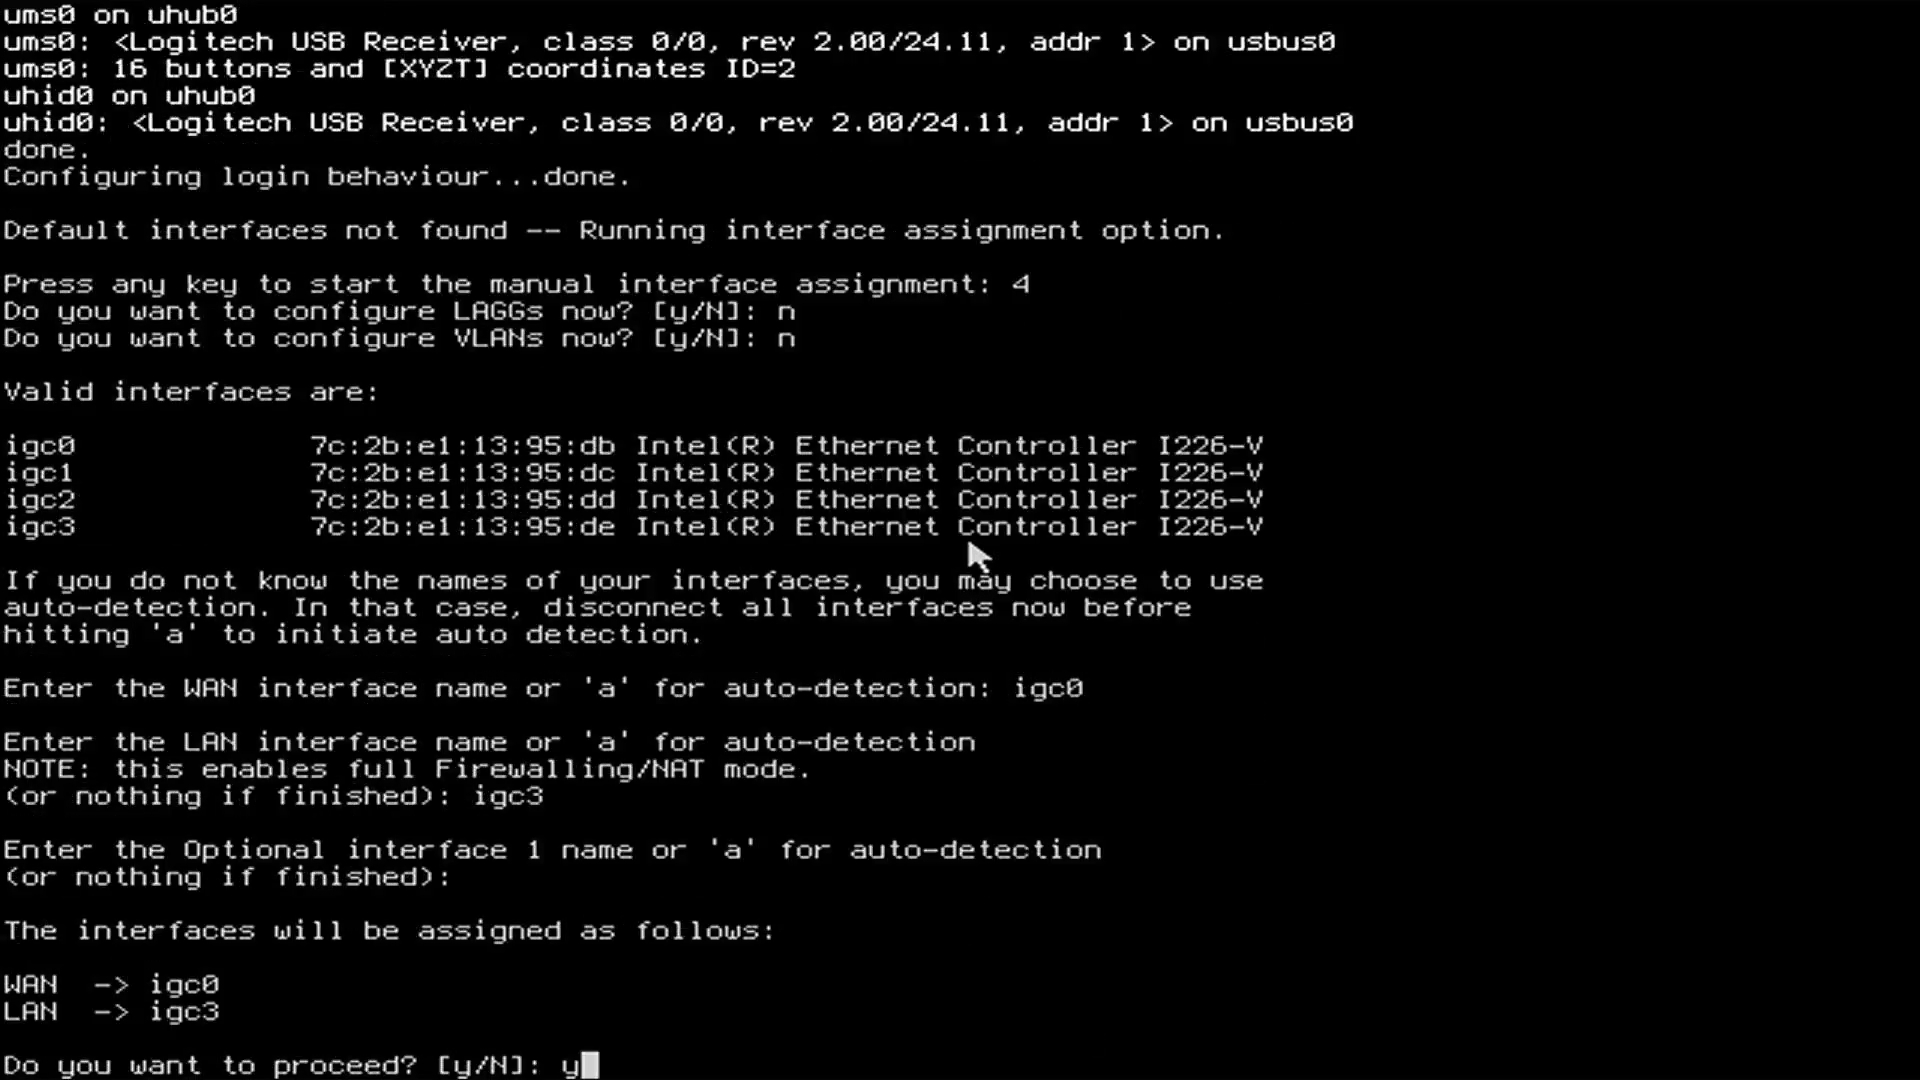 ums0 on uhub0
ums0: <Logitech USB Receiver, class 0/0, rev 2.00/24.11, addr 1> on usbus0
ums0: 16 buttons and [XYZT] coordinates ID=2
uhid0 on uhub0
uhid0: <Logitech USB Receiver, class 0/0, rev 2.00/24.11, addr 1> on usbus0
done.
Configuring login behaviour...done.
Default interfaces not found -- Running interface assignment option.
Press any key to start the manual interface assignment: 4
Do you want to configure LAGGs now? [y/N]: n
Do you want to configure VLANs now? [y/N]: n
Valid interfaces are:
igc0 7c:2b:e1:13:95:db Intel(R) Ethernet Controller I226-V
igc1 7c:2b:e1:13:95:dc Intel(R) Ethernet Controller I226-V
igc2 7c:2b:e1:13:95:dd Intel(R) Ethernet Controller I226-V
igc3 7c:2b:e1:13:95:de Intel(R) Ethernet Controller I226-V
If you do not know the names of your interfaces, you may choose to use
auto-detection. In that case, disconnect all interfaces now before
hitting 'a' to initiate auto detection.
Enter the WAN interface name or 'a' for auto-detection: igc0
Enter the LAN interface name or 'a' for auto-detection
NOTE: this enables full Firewalling/NAT mode.
(or nothing if finished): igc3
Enter the Optional interface 1 name or 'a' for auto-detection
(or nothing if finished):
The interfaces will be assigned as follows:
WAN -> igc0
LAN -> igc3
Do you want to proceed? [y/N]: y